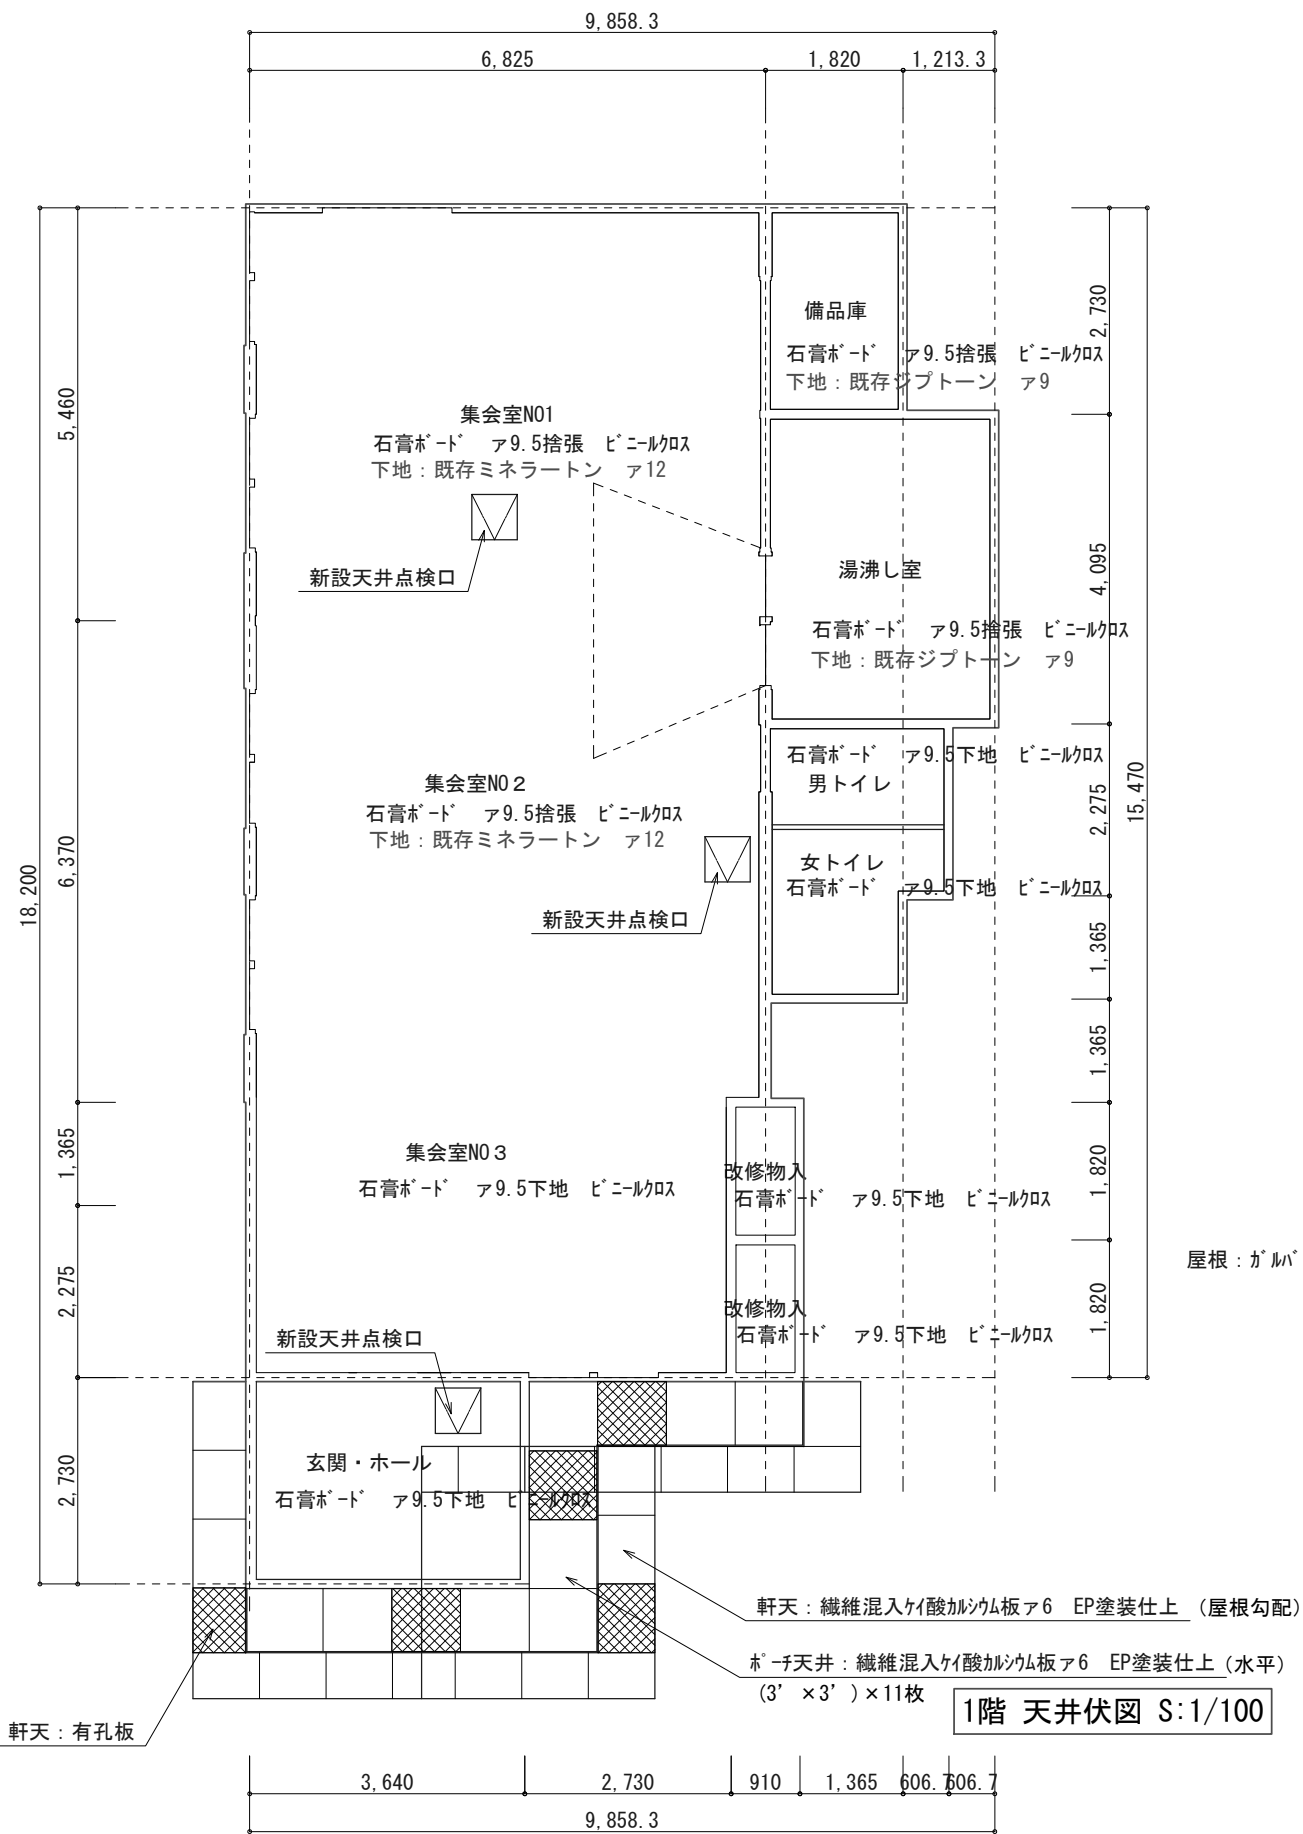 9,858.3
6,825
1,820
1,213.3
備品庫
石膏ﾎﾞｰﾄﾞ ァ9.5捨張 ﾋﾞﾆｰﾙｸﾛｽ
下地：既存ジプトーン ァ9
2,730
5,460
集会室NO1
石膏ﾎﾞｰﾄﾞ ァ9.5捨張 ﾋﾞﾆｰﾙｸﾛｽ
下地：既存ミネラートン ァ12
新設天井点検口
湯沸し室
石膏ﾎﾞｰﾄﾞ ァ9.5捨張 ﾋﾞﾆｰﾙｸﾛｽ
下地：既存ジプトーン ァ9
4,095
石膏ﾎﾞｰﾄﾞ ァ9.5下地 ﾋﾞﾆｰﾙｸﾛｽ
男トイレ
2,275
15,470
集会室NO２
石膏ﾎﾞｰﾄﾞ ァ9.5捨張 ﾋﾞﾆｰﾙｸﾛｽ
下地：既存ミネラートン ァ12
新設天井点検口
6,370
18,200
女トイレ
石膏ﾎﾞｰﾄﾞ ァ9.5下地 ﾋﾞﾆｰﾙｸﾛｽ
1,365
1,365
1,365
集会室NO３
石膏ﾎﾞｰﾄﾞ ァ9.5下地 ﾋﾞﾆｰﾙｸﾛｽ
改修物入
石膏ﾎﾞｰﾄﾞ ァ9.5下地 ﾋﾞﾆｰﾙｸﾛｽ
1,820
屋根：ｶﾞﾙﾊﾞ
2,275
改修物入
石膏ﾎﾞｰﾄﾞ ァ9.5下地 ﾋﾞﾆｰﾙｸﾛｽ
1,820
新設天井点検口
玄関・ホール
石膏ﾎﾞｰﾄﾞ ァ9.5下地 ﾋﾞﾆｰﾙｸﾛｽ
2,730
軒天：繊維混入ｹｲ酸ｶﾙｼｳﾑ板ァ6 EP塗装仕上 （屋根勾配）
ﾎﾟｰﾁ天井：繊維混入ｹｲ酸ｶﾙｼｳﾑ板ァ6 EP塗装仕上（水平）
(3’ ×3’ )×11枚
1階 天井伏図 S:1/100
軒天：有孔板
3,640
2,730
910
1,365
606.7
606.7
9,858.3